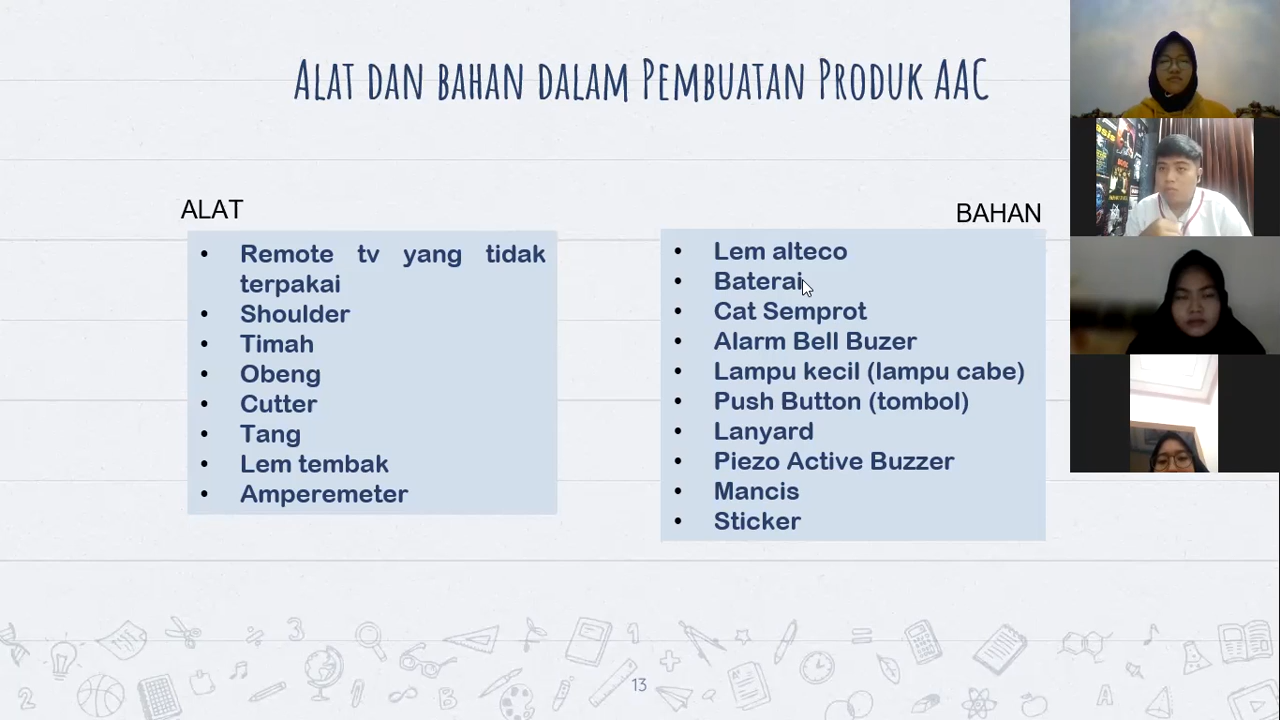 Alat dan bahan dalam Pembuatan Produk AAC
ALAT
• Remote tv yang tidak
terpakai
• Shoulder
• Timah
• Obeng
• Cutter
• Tang
• Lem tembak
• Amperemeter
BAHAN
• Lem alteco
• Baterai
• Cat Semprot
• Alarm Bell Buzer
• Lampu kecil (lampu cabe)
• Push Button (tombol)
• Lanyard
• Piezo Active Buzzer
• Mancis
• Sticker
13